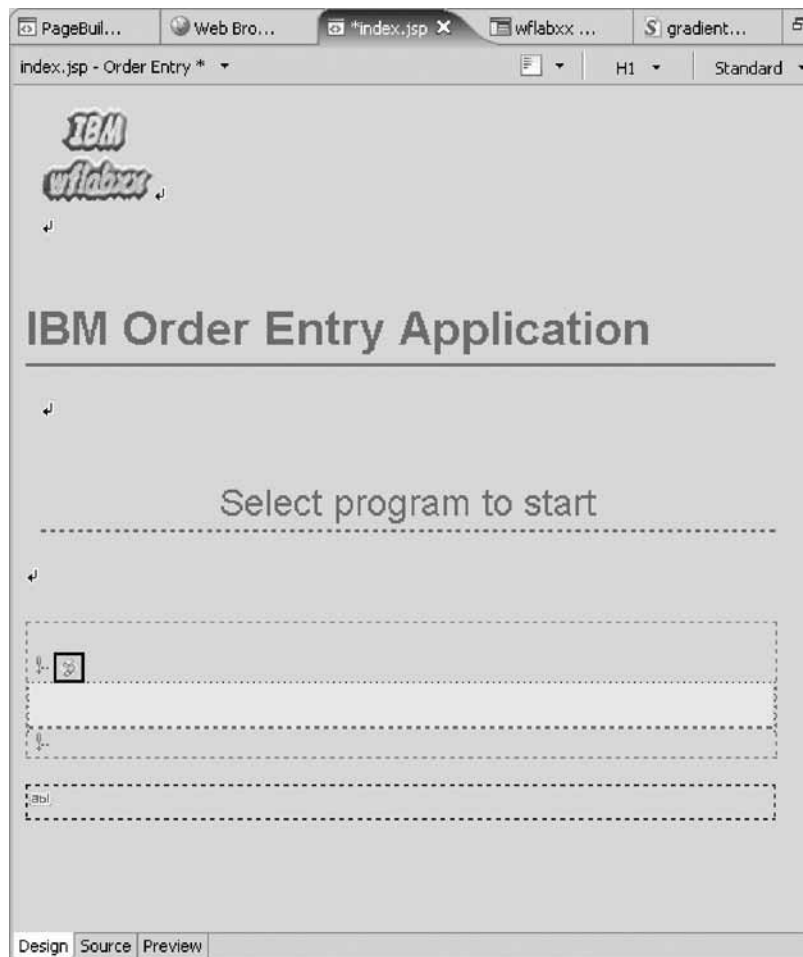 PageBuil... Web Bro... *index.jsp wflabxx ... gradient...
index.jsp - Order Entry * H1 Standard
IBM
wflabxx
IBM Order Entry Application
Select program to start
abl
Design Source Preview